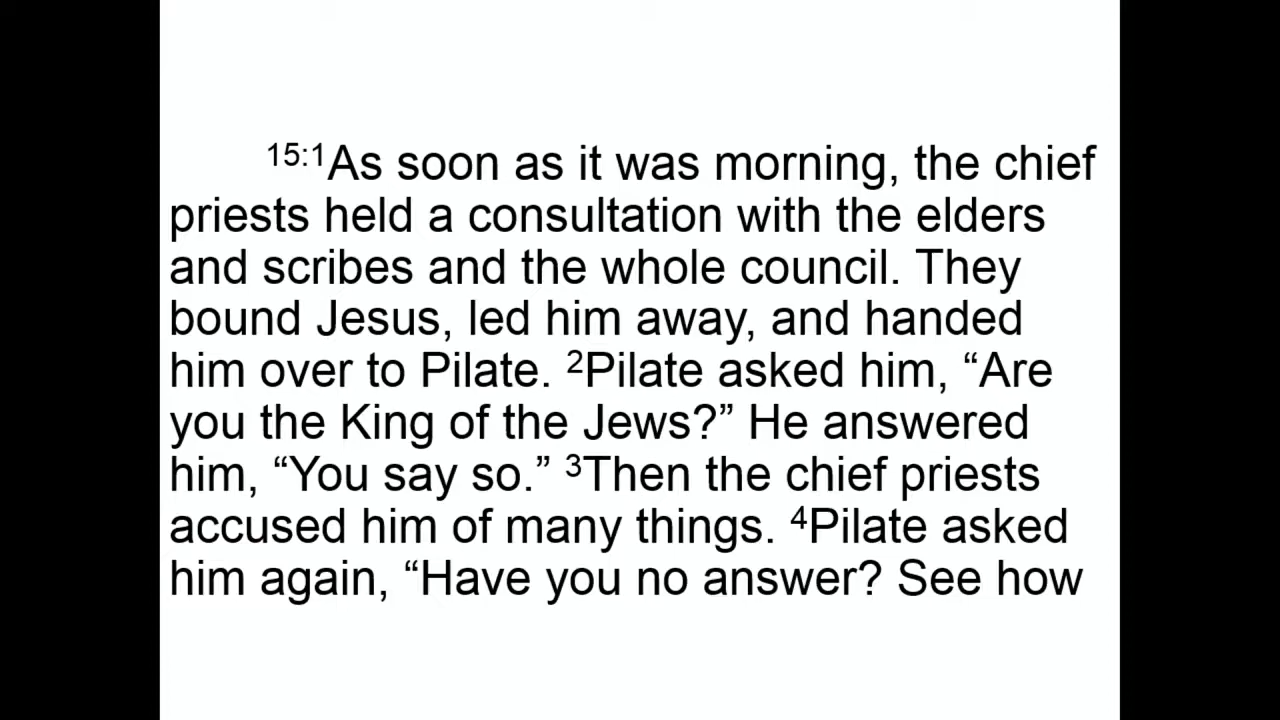 15:1As soon as it was morning, the chief
priests held a consultation with the elders
and scribes and the whole council. They
bound Jesus, led him away, and handed
him over to Pilate. 2Pilate asked him, “Are
you the King of the Jews?” He answered
him, “You say so.” 3Then the chief priests
accused him of many things. 4Pilate asked
him again, “Have you no answer? See how